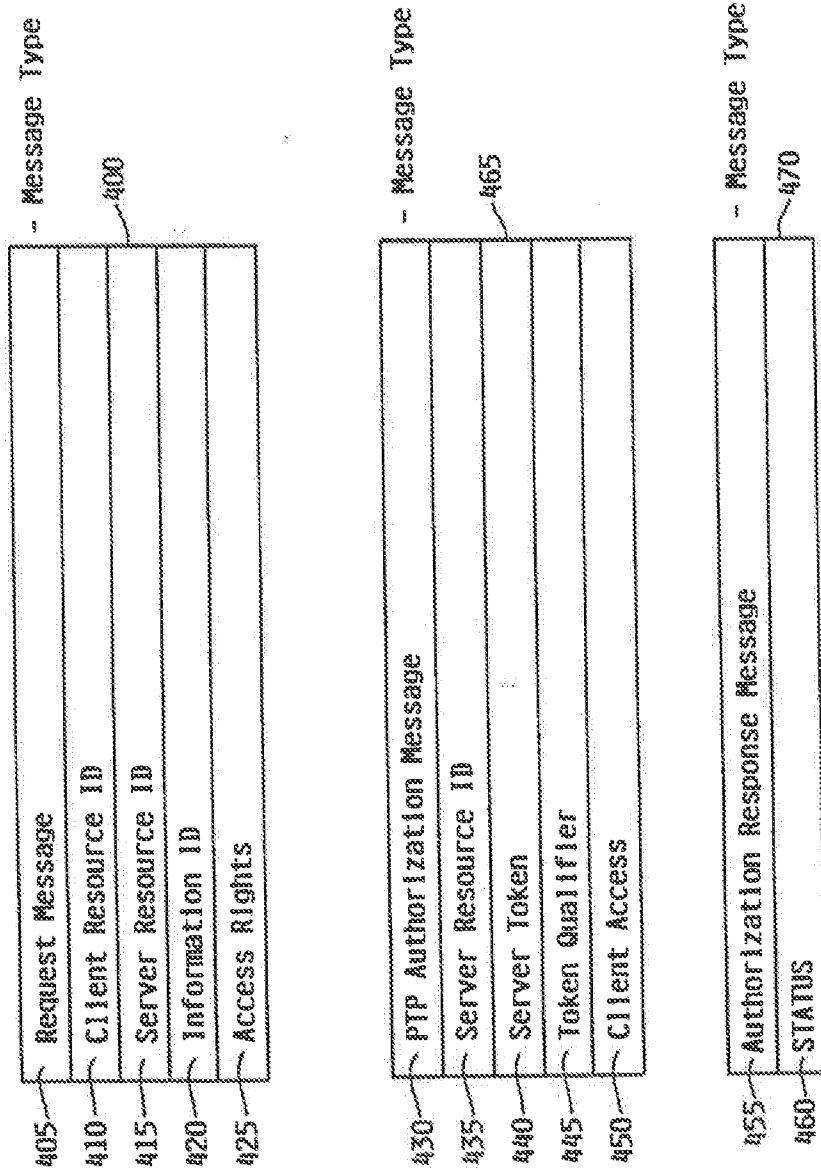 405 Request Message - Message Type
410 Client Resource ID 400
415 Server Resource ID
420 Information ID
425 Access Rights
430 PTP Authorization Message - Message Type
435 Server Resource ID 465
440 Server Token
445 Token Qualifier
450 Client Access
455 Authorization Response Message - Message Type
460 STATUS 470